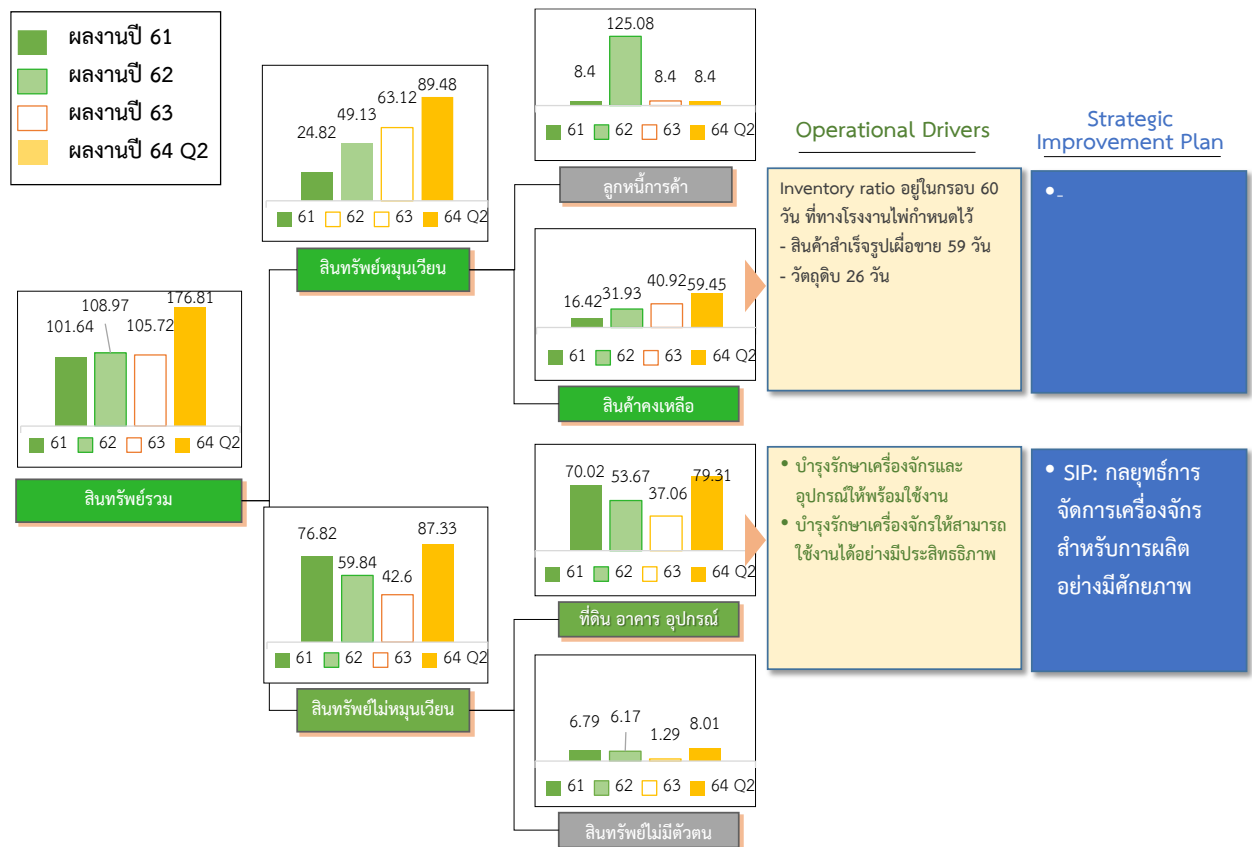 ผลงานปี 61
ผลงานปี 62
ผลงานปี 63
ผลงานปี 64 Q2
101.64
108.97
105.72
176.81
61 62 63 64 Q2
สินทรัพย์รวม
24.82
49.13
63.12
89.48
61 62 63 64 Q2
สินทรัพย์หมุนเวียน
76.82
59.84
42.6
87.33
61 62 63 64 Q2
สินทรัพย์ไม่หมุนเวียน
8.4
125.08
8.4
8.4
61 62 63 64 Q2
ลูกหนี้การค้า
16.42
31.93
40.92
59.45
61 62 63 64 Q2
สินค้าคงเหลือ
70.02
53.67
37.06
79.31
61 62 63 64 Q2
ที่ดิน อาคาร อุปกรณ์
6.79
6.17
1.29
8.01
61 62 63 64 Q2
สินทรัพย์ไม่มีตัวตน
Operational Drivers
Inventory ratio อยู่ในกรอบ 60
วัน ที่ทางโรงงานไพ่กำหนดไว้
- สินค้าสำเร็จรูปเผื่อขาย 59 วัน
- วัตถุดิบ 26 วัน
• บำรุงรักษาเครื่องจักรและ
อุปกรณ์ให้พร้อมใช้งาน
• บำรุงรักษาเครื่องจักรให้สามารถ
ใช้งานได้อย่างมีประสิทธธิภาพ
Strategic
Improvement Plan
•-
• SIP: กลยุทธ์การ
จัดการเครื่องจักร
สำหรับการผลิต
อย่างมีศักยภาพ